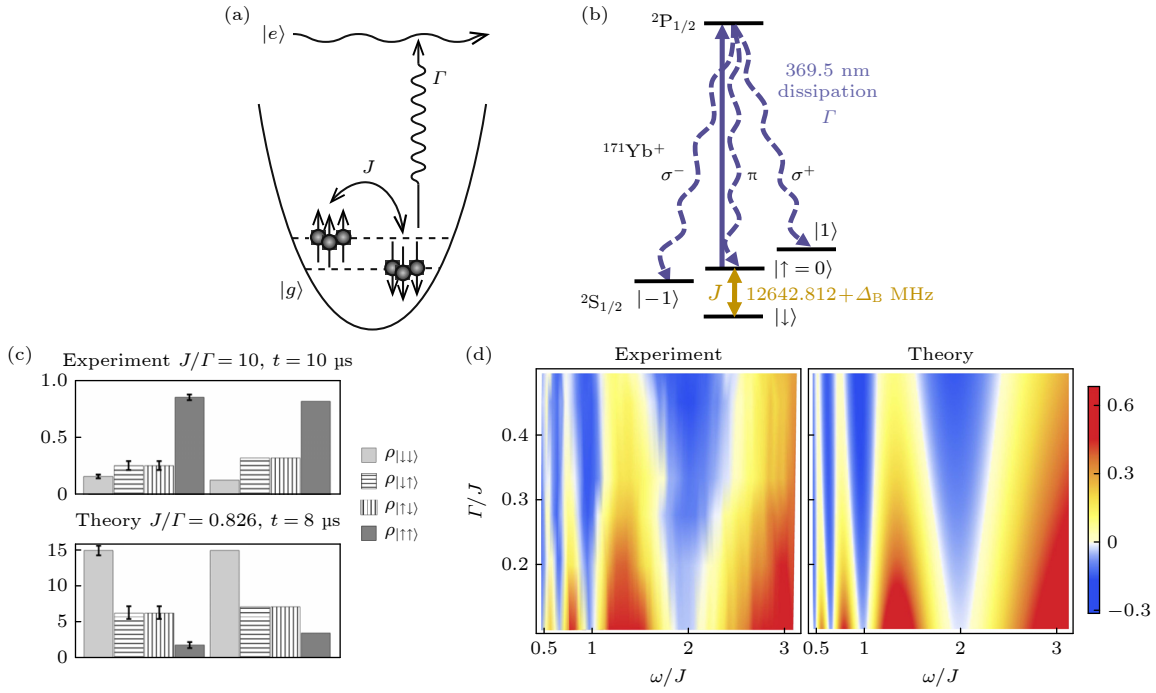 (a)
|e⟩
Γ
J
|g⟩
(b)
²P₁/₂
369.5 nm
dissipation
Γ
¹⁷¹Yb⁺
σ⁻
π
σ⁺
|1⟩
|↑=0⟩
²S₁/₂
|−1⟩
J
12642.812+Δ_B MHz
|↓⟩
(c)
Experiment J/Γ=10, t=10 μs
1.0
0.5
0
ρ|↓↓⟩
ρ|↓↑⟩
ρ|↑↓⟩
ρ|↑↑⟩
Theory J/Γ=0.826, t=8 μs
15
10
5
0
(d)
Experiment
Theory
Γ/J
0.4
0.3
0.2
0.5
1
2
3
ω/J
0.5
1
2
3
ω/J
0.6
0.3
0
−0.3